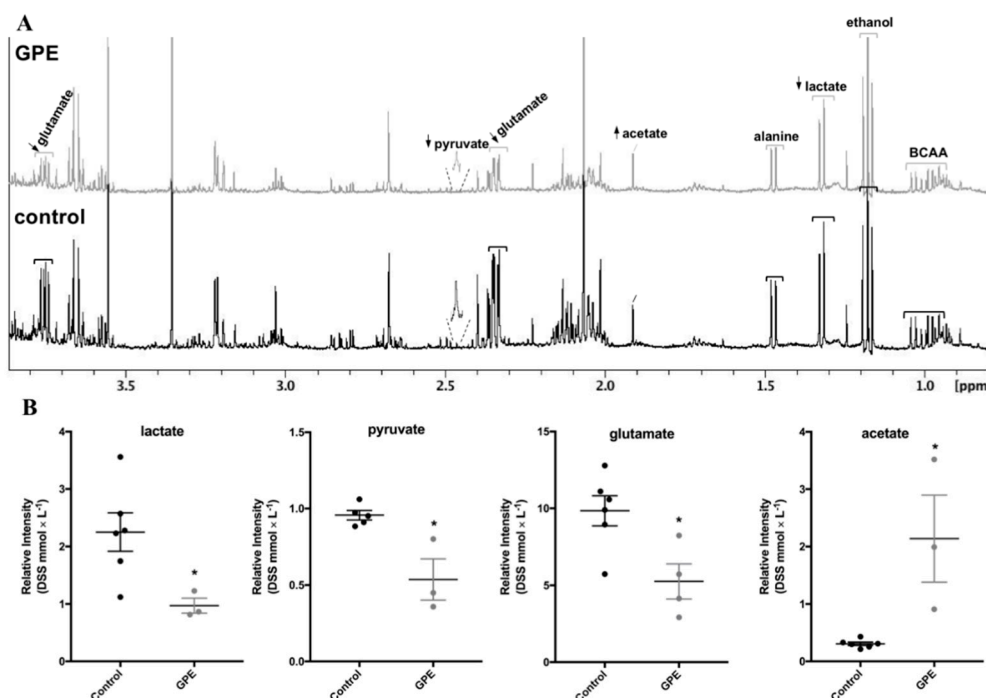 A
GPE
ethanol
lactate
glutamate
pyruvate
glutamate
acetate
alanine
BCAA
control
3.5 3.0 2.5 2.0 1.5 1.0 [ppm]
B
lactate
Relative Intensity
(DSS mmol × L⁻¹)
4
3
2
1
0
*
Control GPE
pyruvate
Relative Intensity
(DSS mmol × L⁻¹)
1.5
1.0
0.5
0.0
*
Control GPE
glutamate
Relative Intensity
(DSS mmol × L⁻¹)
15
10
5
0
*
Control GPE
acetate
Relative Intensity
(DSS mmol × L⁻¹)
4
3
2
1
0
*
Control GPE